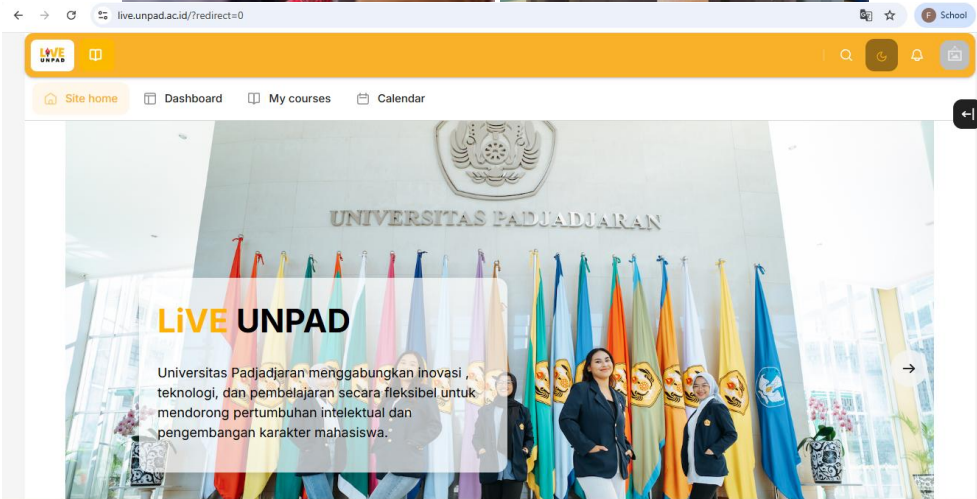 live.unpad.ac.id/?redirect=0
F School
LiVE
UNPAD
Site home Dashboard My courses Calendar
UNIVERSITAS PADJADJARAN
LiVE UNPAD
Universitas Padjadjaran menggabungkan inovasi ,
teknologi, dan pembelajaran secara fleksibel untuk
mendorong pertumbuhan intelektual dan
pengembangan karakter mahasiswa.